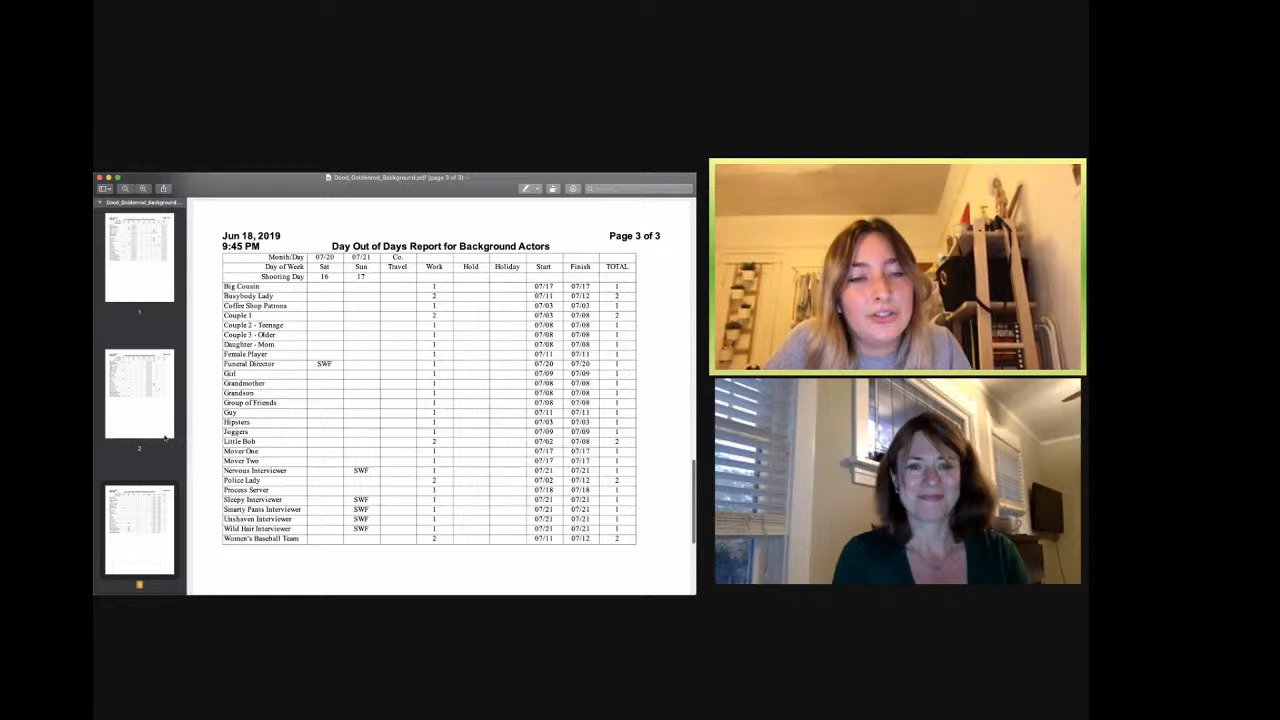 Dood_Goldenrod_Background.pdf (page 3 of 3)
Dood_Goldenrod_Background...
1
2
3
Jun 18, 2019 Page 3 of 3
9:45 PM Day Out of Days Report for Background Actors
Month/Day 07/20 07/21 Co.
Day of Week Sat Sun Travel Work Hold Holiday Start Finish TOTAL
Shooting Day 16 17
Big Cousin 1 07/17 07/17 1
Busybody Lady 2 07/11 07/12 2
Coffee Shop Patrons 1 07/03 07/03 1
Couple 1 2 07/03 07/08 2
Couple 2 - Teenage 1 07/08 07/08 1
Couple 3 - Older 1 07/08 07/08 1
Daughter - Mom 1 07/08 07/08 1
Female Player 1 07/11 07/11 1
Funeral Director SWF 1 07/20 07/20 1
Girl 1 07/09 07/09 1
Grandmother 1 07/08 07/08 1
Grandson 1 07/08 07/08 1
Group of Friends 1 07/08 07/08 1
Guy 1 07/11 07/11 1
Hipsters 1 07/03 07/03 1
Joggers 1 07/09 07/09 1
Little Bob 2 07/02 07/08 2
Mover One 1 07/17 07/17 1
Mover Two 1 07/17 07/17 1
Nervous Interviewer SWF 1 07/21 07/21 1
Police Lady 2 07/02 07/12 2
Process Server 1 07/18 07/18 1
Sleepy Interviewer SWF 1 07/21 07/21 1
Smarty Pants Interviewer SWF 1 07/21 07/21 1
Unshaven Interviewer SWF 1 07/21 07/21 1
Wild Hair Interviewer SWF 1 07/21 07/21 1
Women's Baseball Team 2 07/11 07/12 2